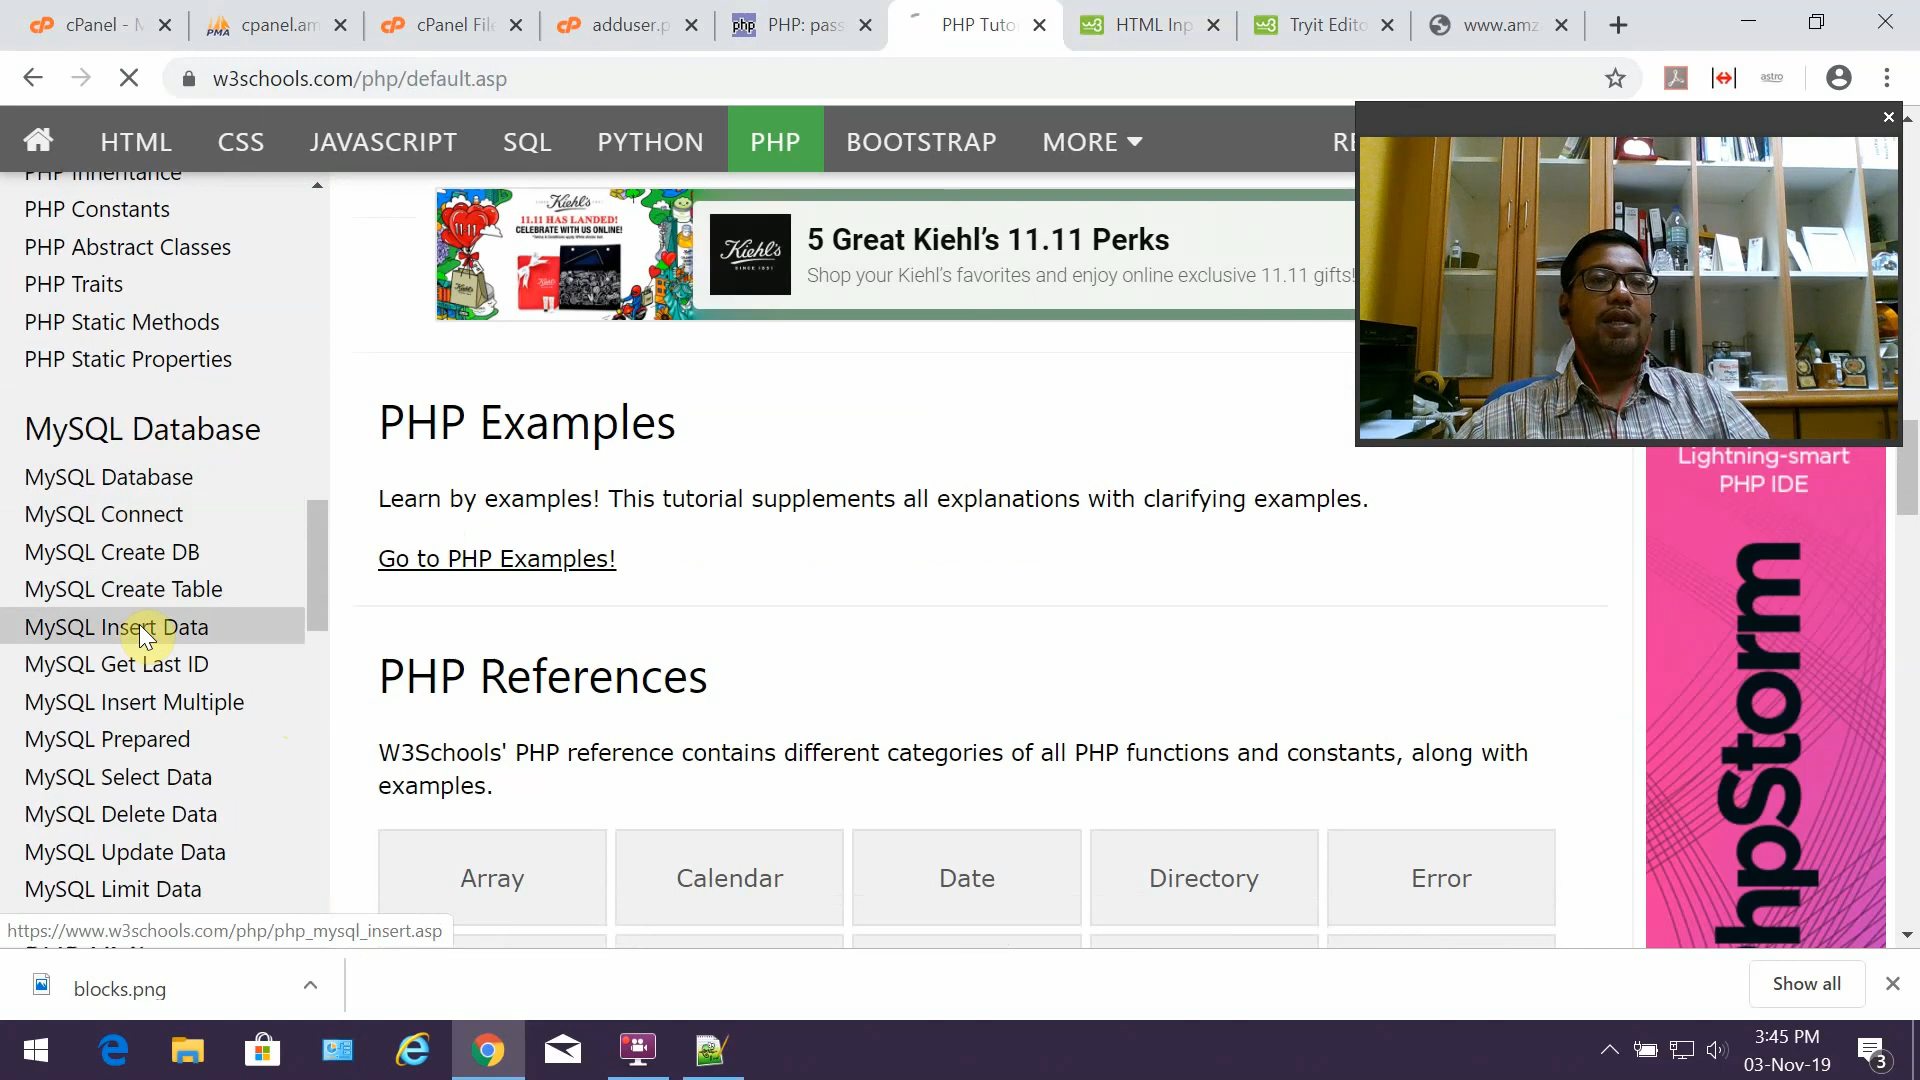 cPanel - M
cpanel.am
cPanel File
adduser.p
PHP: pass
PHP Tuto
HTML Inp
Tryit Edito
www.amz
w3schools.com/php/default.asp
astro
HTML CSS JAVASCRIPT SQL PYTHON PHP BOOTSTRAP MORE RE
PHP Inheritance
PHP Constants
PHP Abstract Classes
PHP Traits
PHP Static Methods
PHP Static Properties
MySQL Database
MySQL Database
MySQL Connect
MySQL Create DB
MySQL Create Table
MySQL Insert Data
MySQL Get Last ID
MySQL Insert Multiple
MySQL Prepared
MySQL Select Data
MySQL Delete Data
MySQL Update Data
MySQL Limit Data
https://www.w3schools.com/php/php_mysql_insert.asp
Kiehl's
11.11 HAS LANDED!
CELEBRATE WITH US ONLINE!
Kiehl's
SINCE 1851
5 Great Kiehl's 11.11 Perks
Shop your Kiehl's favorites and enjoy online exclusive 11.11 gifts!
PHP Examples
Learn by examples! This tutorial supplements all explanations with clarifying examples.
Go to PHP Examples!
PHP References
W3Schools' PHP reference contains different categories of all PHP functions and constants, along with
examples.
Array Calendar Date Directory Error
Lightning-smart
PHP IDE
hpStorm
blocks.png
Show all
3:45 PM
03-Nov-19
3